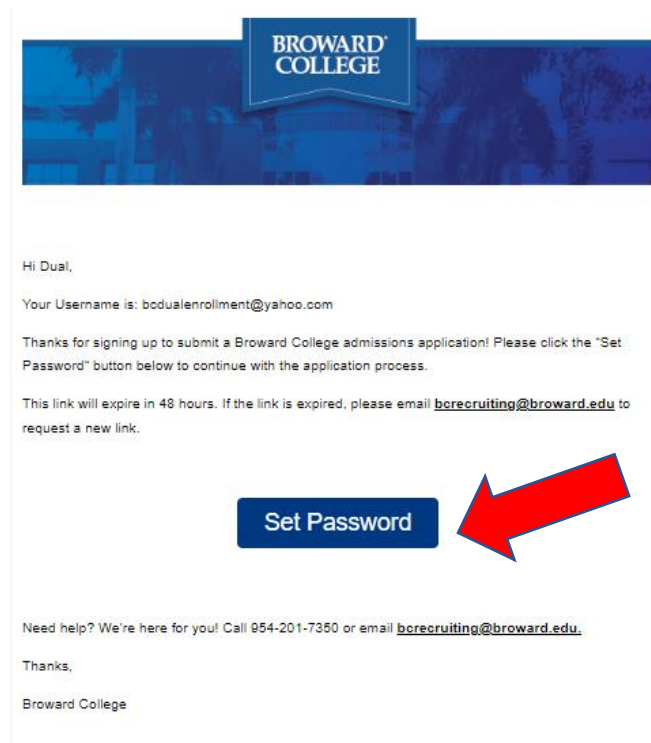 BROWARD
COLLEGE
Hi Dual,
Your Username is: bcdualenrollment@yahoo.com
Thanks for signing up to submit a Broward College admissions application! Please click the "Set
Password" button below to continue with the application process.
This link will expire in 48 hours. If the link is expired, please email bcrecruiting@broward.edu to
request a new link.
Set Password
Need help? We're here for you! Call 954-201-7350 or email bcrecruiting@broward.edu.
Thanks,
Broward College